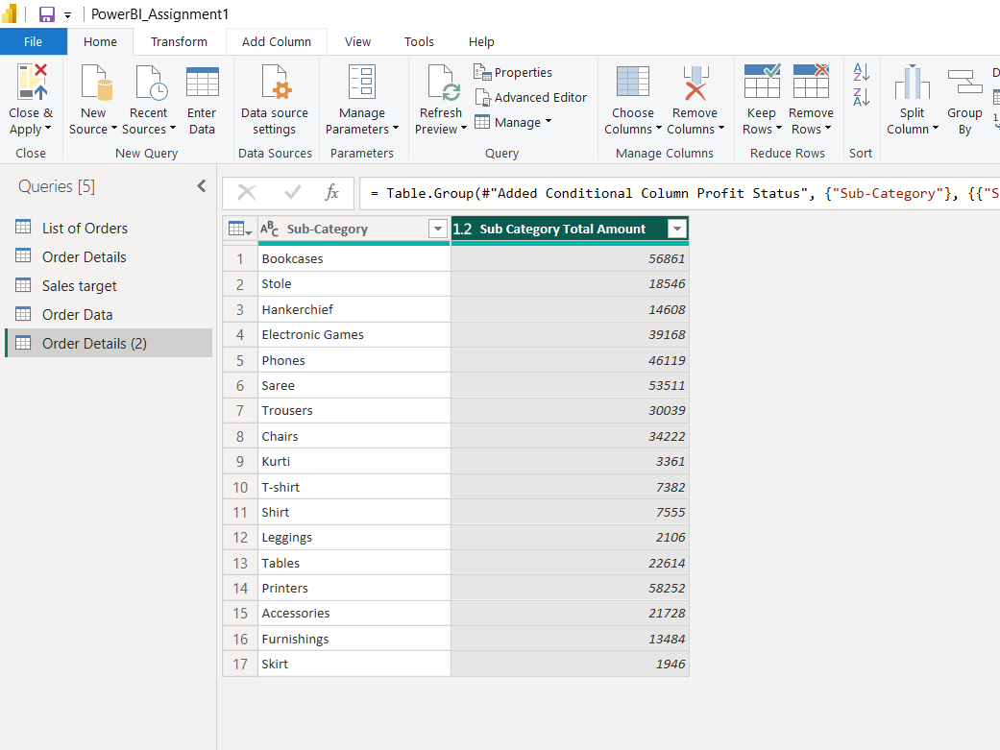 PowerBI_Assignment1
File Home Transform Add Column View Tools Help
Close & Apply
New Source
Recent Sources
Enter Data
Data source settings
Manage Parameters
Refresh Preview
Properties
Advanced Editor
Manage
Choose Columns
Remove Columns
Keep Rows
Remove Rows
A Z
Z A
Split Column
Group By
D
1
Close New Query Data Sources Parameters Query Manage Columns Reduce Rows Sort
Queries [5]
List of Orders
Order Details
Sales target
Order Data
Order Details (2)
fx = Table.Group(#"Added Conditional Column Profit Status", {"Sub-Category"}, {{"S
ABC Sub-Category 1.2 Sub Category Total Amount
1 Bookcases 56861
2 Stole 18546
3 Hankerchief 14608
4 Electronic Games 39168
5 Phones 46119
6 Saree 53511
7 Trousers 30039
8 Chairs 34222
9 Kurti 3361
10 T-shirt 7382
11 Shirt 7555
12 Leggings 2106
13 Tables 22614
14 Printers 58252
15 Accessories 21728
16 Furnishings 13484
17 Skirt 1946